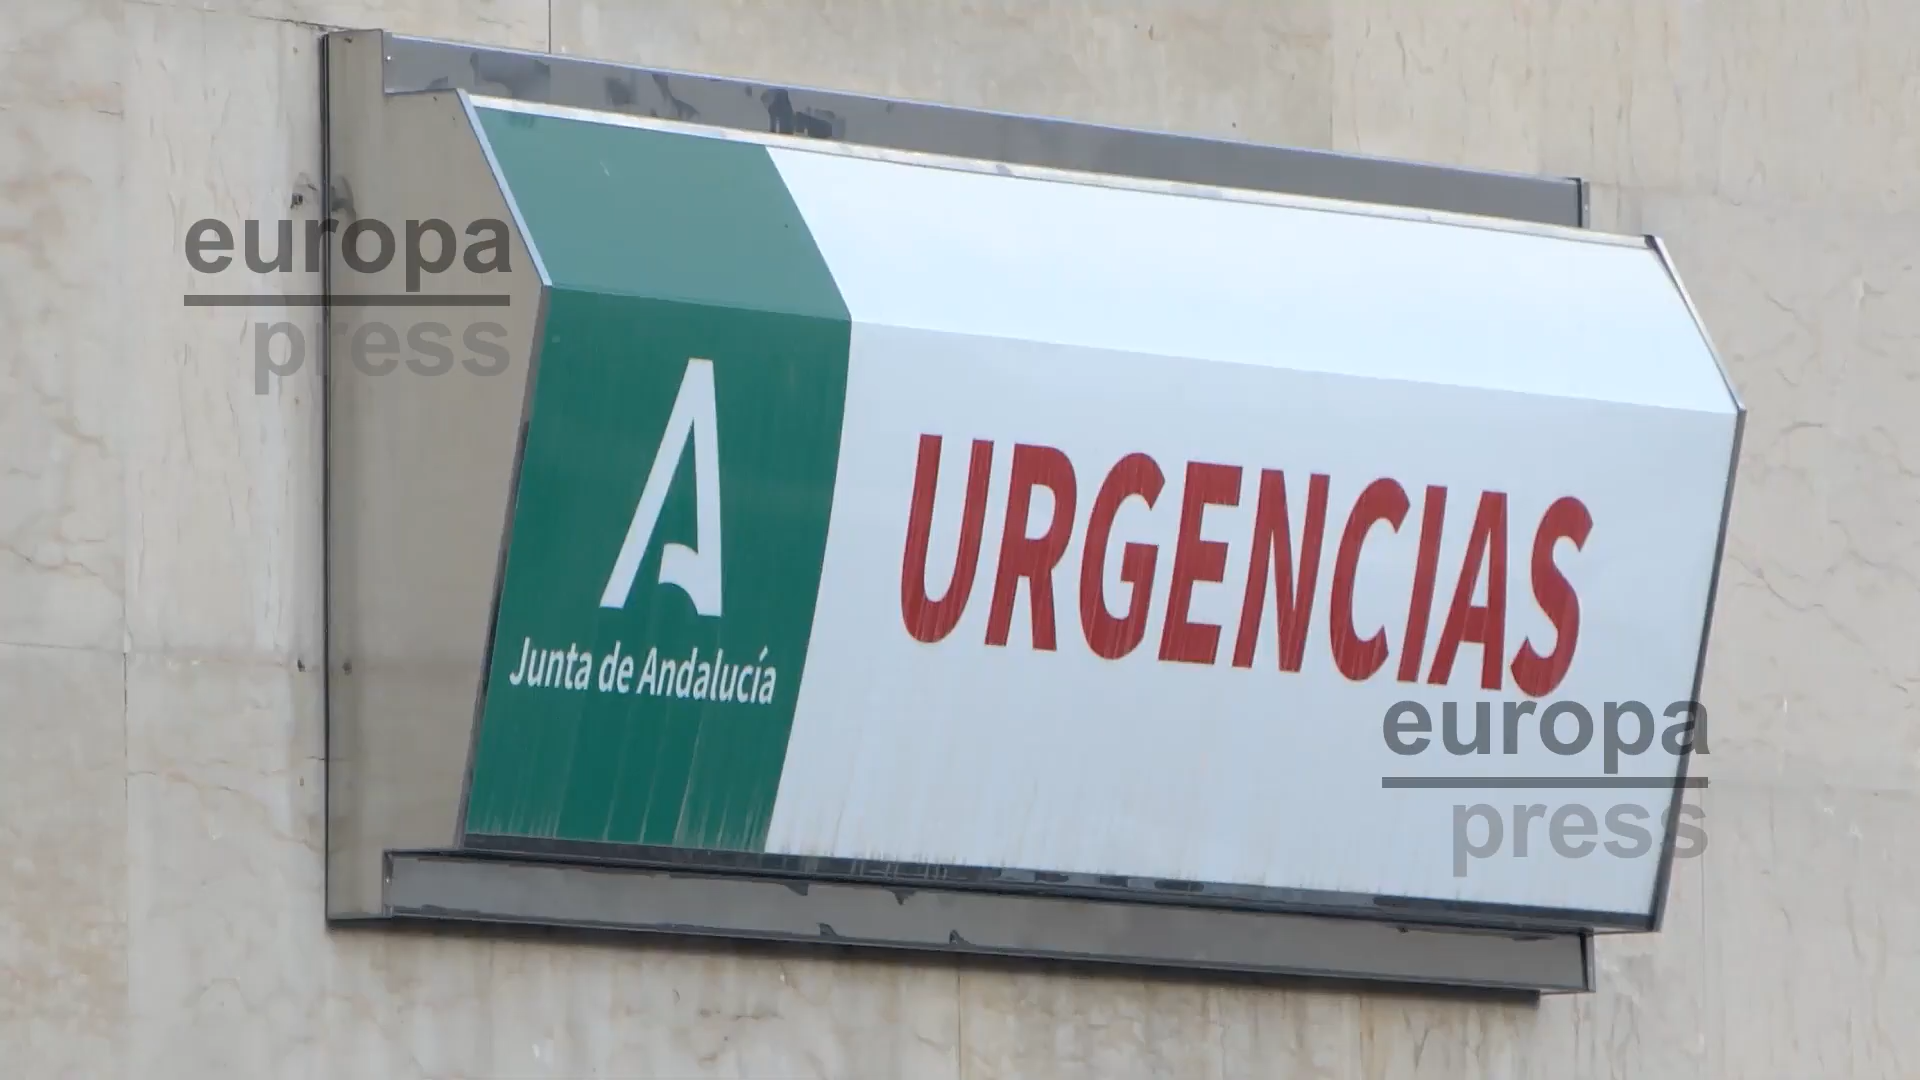 europa
press
Junta de Andalucía
URGENCIAS
europa
press